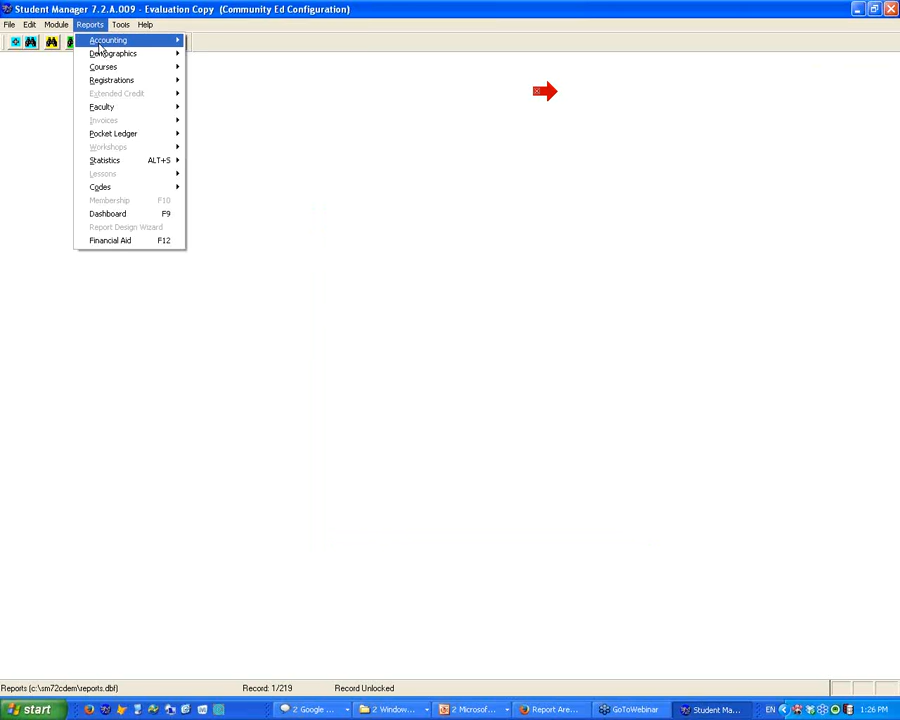 Student Manager 7.2.A.009 - Evaluation Copy (Community Ed Configuration)
File Edit Module Reports Tools Help
Accounting
Demographics
Courses
Registrations
Extended Credit
Faculty
Invoices
Pocket Ledger
Workshops
Statistics ALT+S
Lessons
Codes
Membership F10
Dashboard F9
Report Design Wizard
Financial Aid F12
Reports (c:\sm72cdem\reports.dbf) Record: 1/219 Record Unlocked
start 2 Google ... 2 Window... 2 Microsof... Report Are... GoToWebinar Student Ma... EN 1:26 PM